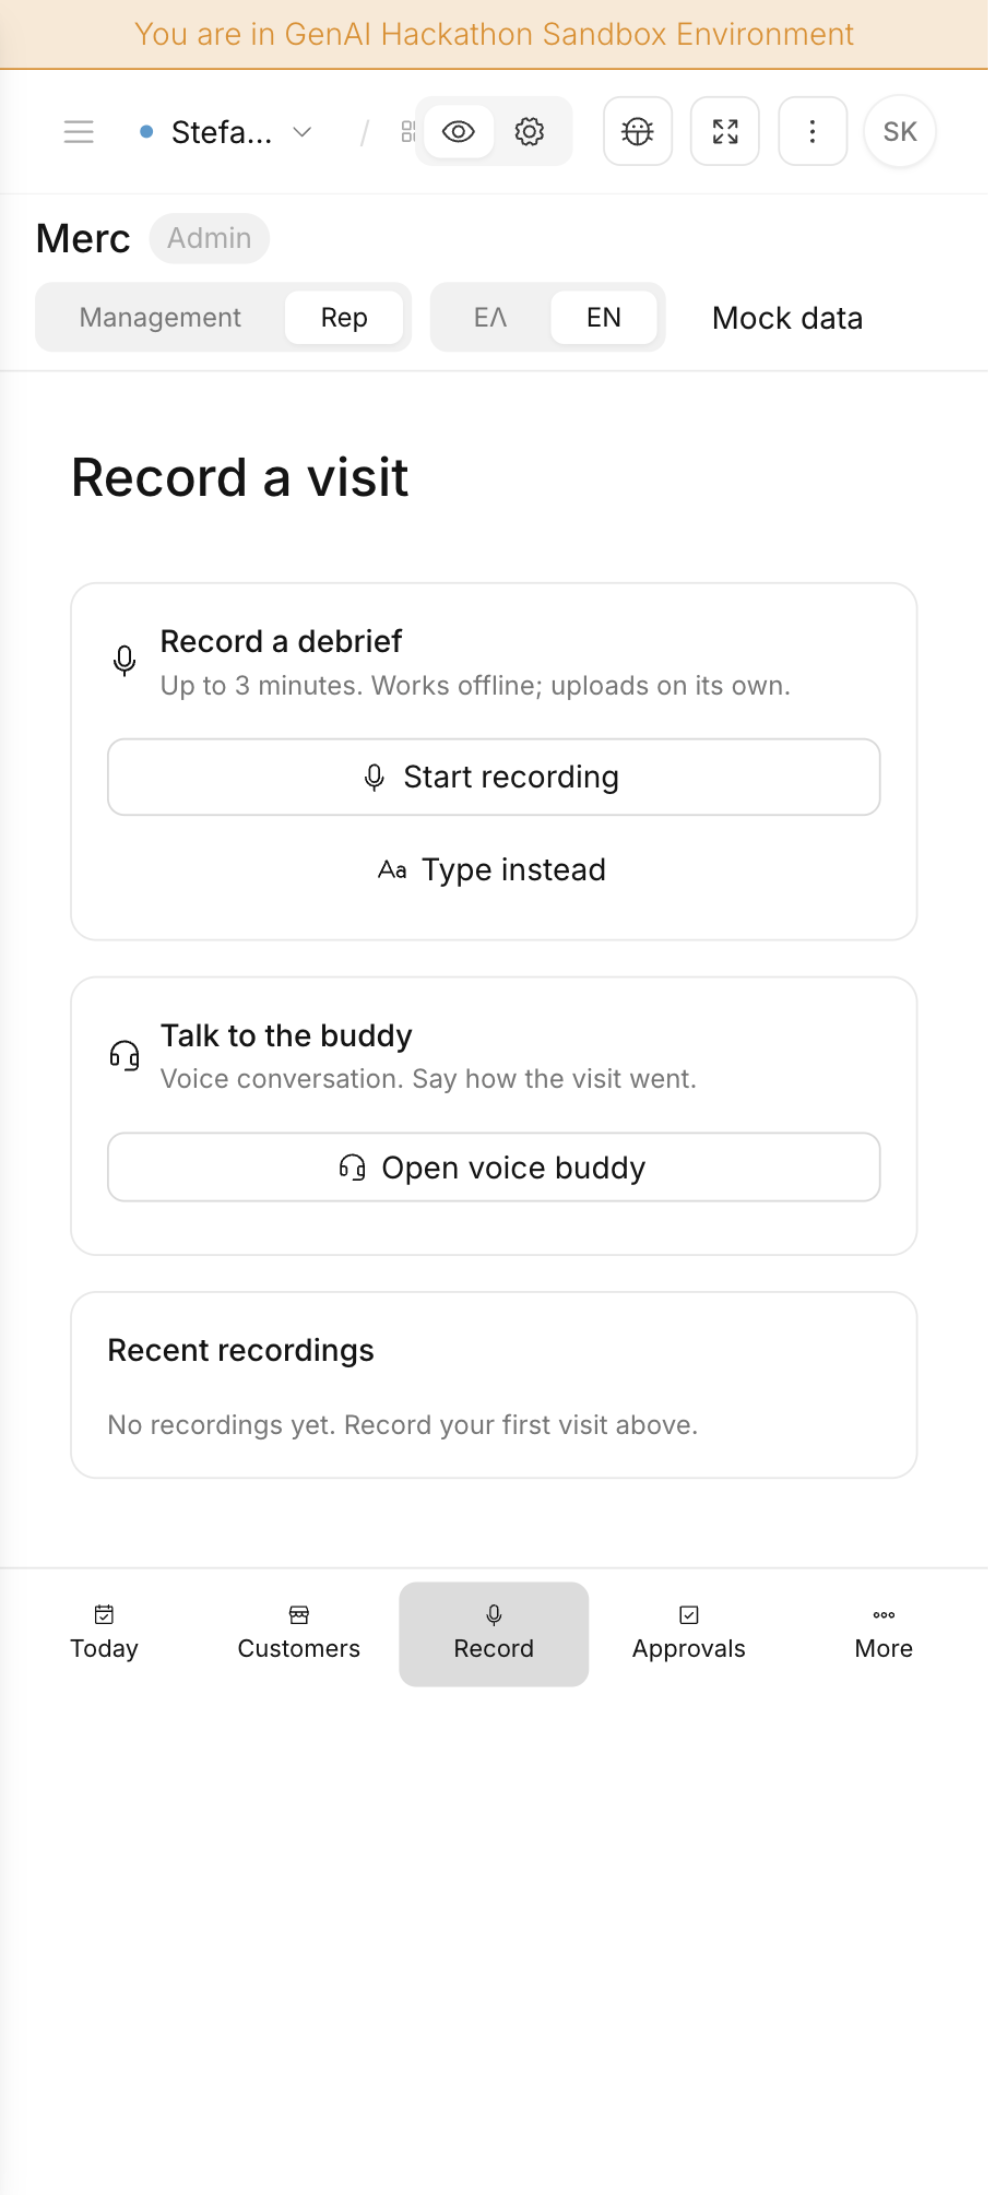 You are in GenAI Hackathon Sandbox Environment
Stefa... /
SK
Merc Admin
Management Rep ΕΛ EN Mock data
Record a visit
Record a debrief
Up to 3 minutes. Works offline; uploads on its own.
Start recording
Aa Type instead
Talk to the buddy
Voice conversation. Say how the visit went.
Open voice buddy
Recent recordings
No recordings yet. Record your first visit above.
Today Customers Record Approvals More